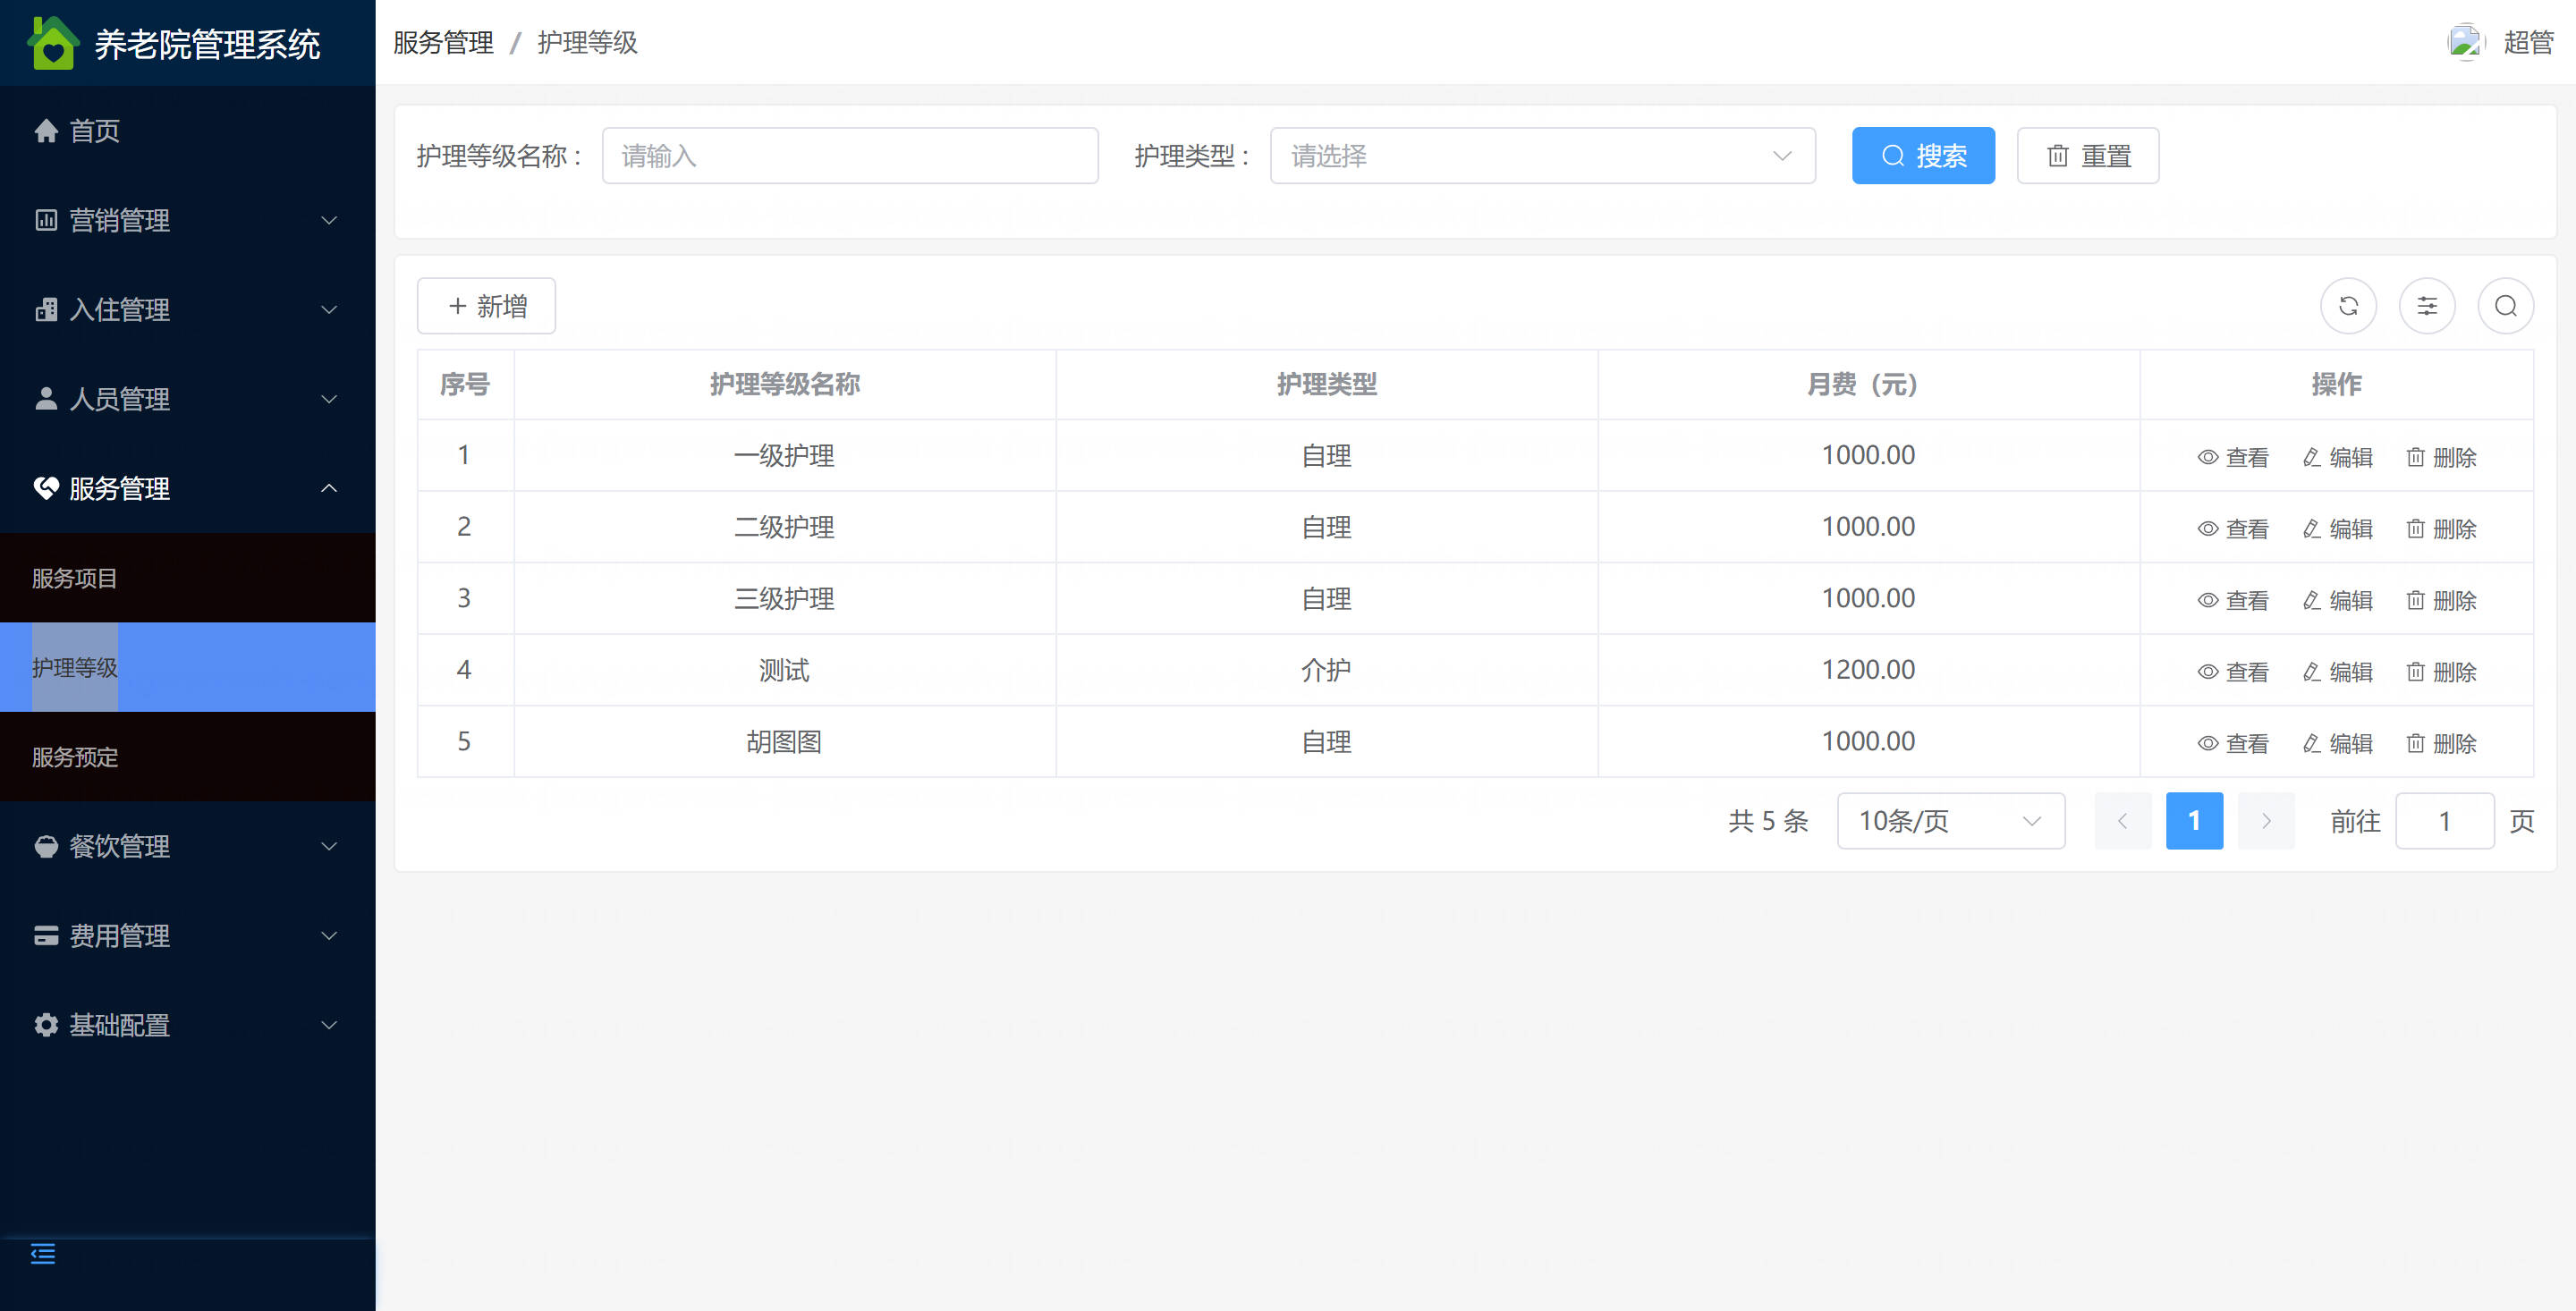 养老院管理系统
服务管理 / 护理等级
超管
首页
营销管理
入住管理
人员管理
服务管理
服务项目
护理等级
服务预定
餐饮管理
费用管理
基础配置
护理等级名称： 请输入 护理类型： 请选择 搜索 重置
新增
序号 护理等级名称 护理类型 月费（元） 操作
1 一级护理 自理 1000.00 查看 编辑 删除
2 二级护理 自理 1000.00 查看 编辑 删除
3 三级护理 自理 1000.00 查看 编辑 删除
4 测试 介护 1200.00 查看 编辑 删除
5 胡图图 自理 1000.00 查看 编辑 删除
共 5 条 10条/页 1 前往 1 页